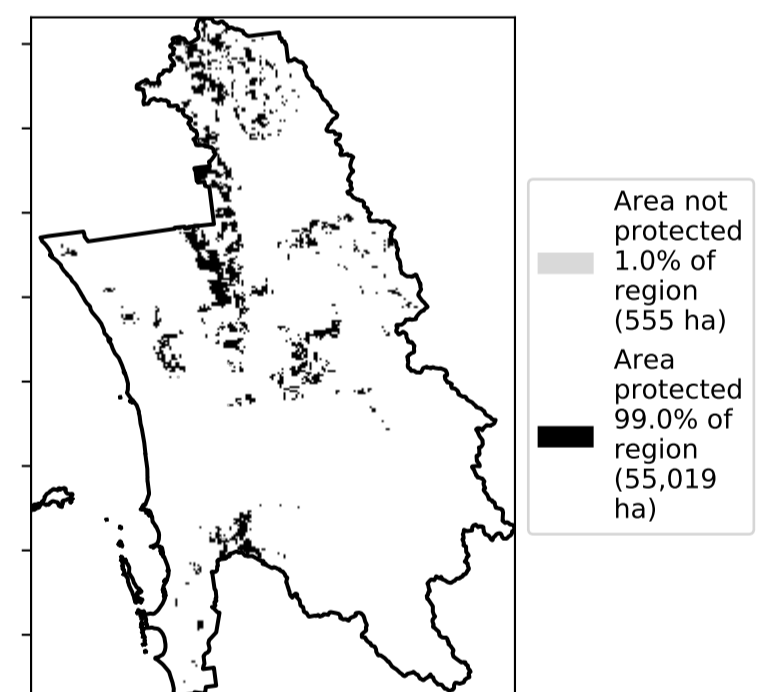 Area not
protected
1.0% of
region
(555 ha)
Area
protected
99.0% of
region
(55,019
ha)